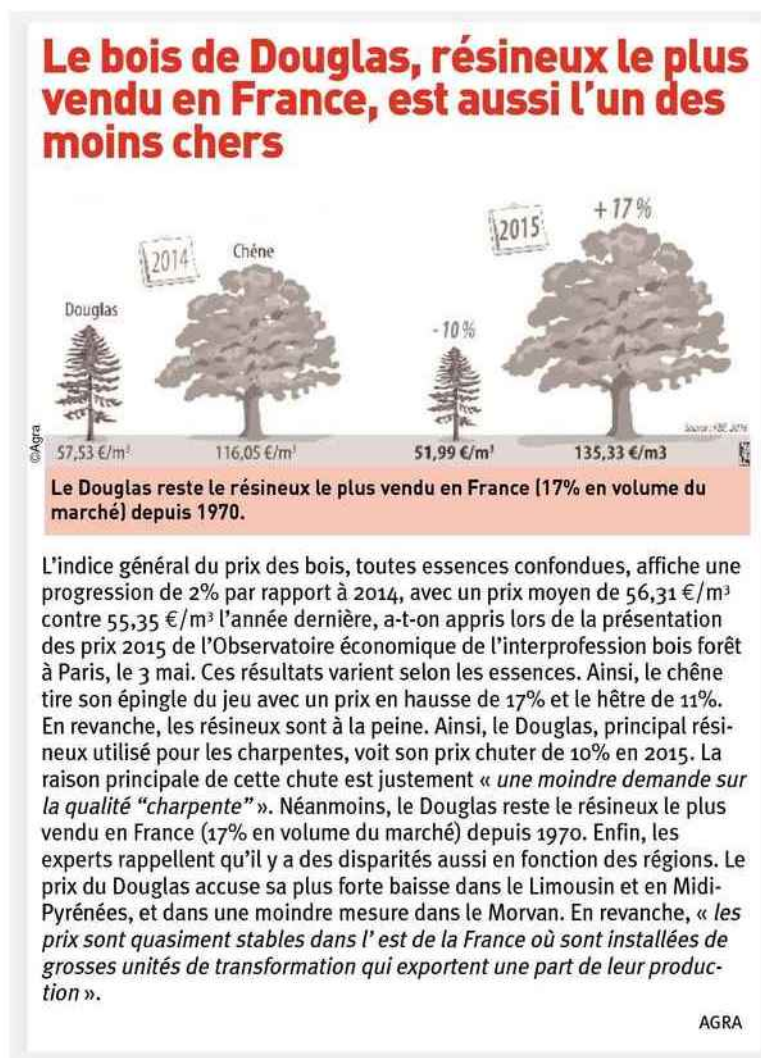 Le bois de Douglas, résineux le plus
vendu en France, est aussi l'un des
moins chers
2014
Chêne
Douglas
2015
+ 17 %
- 10 %
©Agra
57,53 €/m³
116,05 €/m³
51,99 €/m³
135,33 €/m3
Le Douglas reste le résineux le plus vendu en France (17% en volume du
marché) depuis 1970.
L'indice général du prix des bois, toutes essences confondues, affiche une
progression de 2% par rapport à 2014, avec un prix moyen de 56,31 €/m³
contre 55,35 €/m³ l'année dernière, a-t-on appris lors de la présentation
des prix 2015 de l'Observatoire économique de l'interprofession bois forêt
à Paris, le 3 mai. Ces résultats varient selon les essences. Ainsi, le chêne
tire son épingle du jeu avec un prix en hausse de 17% et le hêtre de 11%.
En revanche, les résineux sont à la peine. Ainsi, le Douglas, principal rési-
neux utilisé pour les charpentes, voit son prix chuter de 10% en 2015. La
raison principale de cette chute est justement « une moindre demande sur
la qualité “charpente” ». Néanmoins, le Douglas reste le résineux le plus
vendu en France (17% en volume du marché) depuis 1970. Enfin, les
experts rappellent qu'il y a des disparités aussi en fonction des régions. Le
prix du Douglas accuse sa plus forte baisse dans le Limousin et en Midi-
Pyrénées, et dans une moindre mesure dans le Morvan. En revanche, « les
prix sont quasiment stables dans l' est de la France où sont installées de
grosses unités de transformation qui exportent une part de leur produc-
tion ».
AGRA